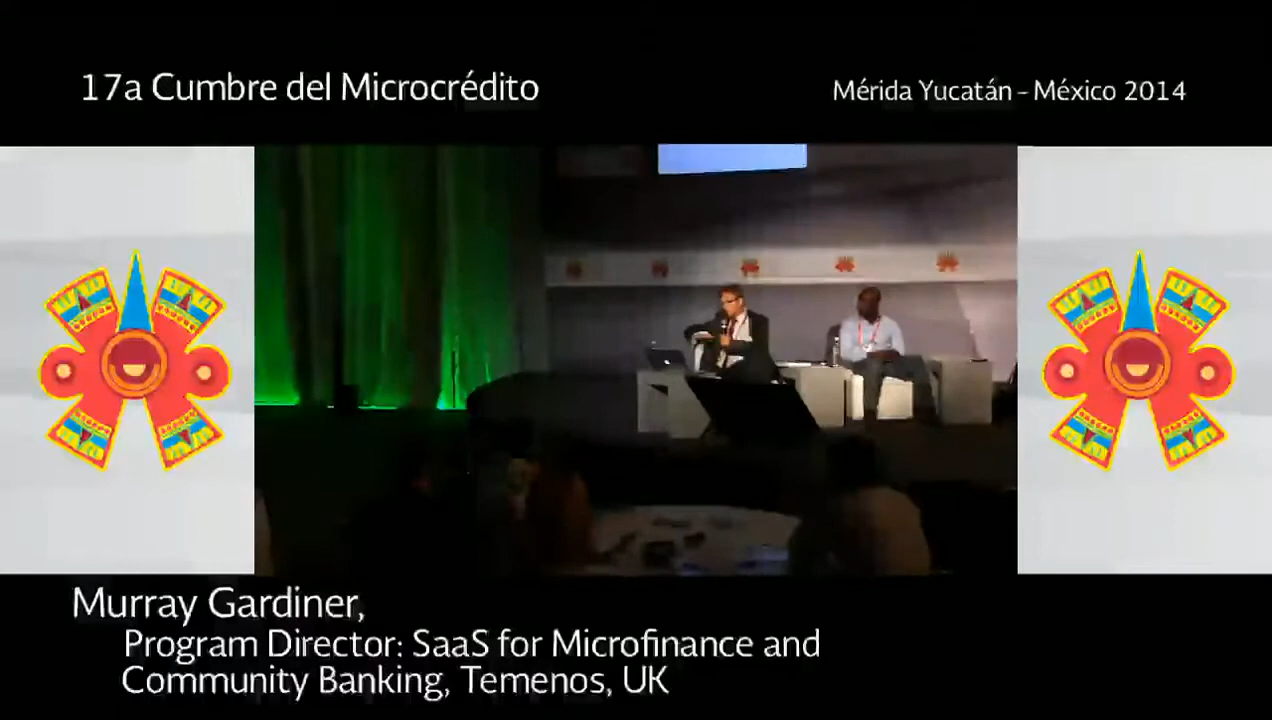 17a Cumbre del Microcrédito
Mérida Yucatán - México 2014
Murray Gardiner,
Program Director: SaaS for Microfinance and
Community Banking, Temenos, UK